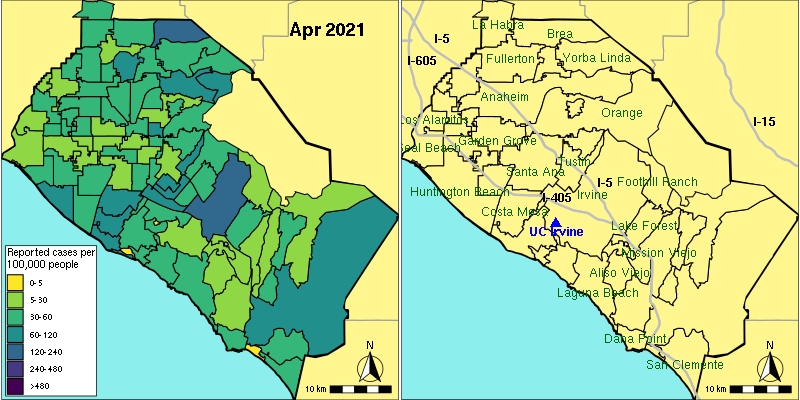 Apr 2021
Reported cases per
100,000 people
0-5
5-30
30-60
60-120
120-240
240-480
>480
N
10 km
La Habra
Brea
I-5
I-605
Fullerton
Yorba Linda
Anaheim
Orange
I-15
Los Alamitos
Seal Beach
Garden Grove
Tustin
Santa Ana
I-5
Foothill Ranch
Huntington Beach
I-405
Irvine
Costa Mesa
UC Irvine
Lake Forest
Mission Viejo
Aliso Viejo
Laguna Beach
Dana Point
San Clemente
N
10 km